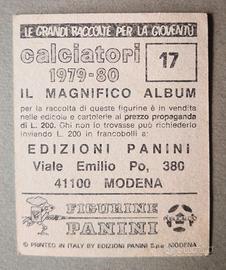 LE GRANDI RACCOLTE PER LA GIOVENTÙ
calciatori
1979-80
17
IL MAGNIFICO ALBUM
per la raccolta di queste figurine è in vendita
nelle edicole e cartolerie al prezzo propaganda
di L. 200. Chi non lo trovasse può richiederlo
inviando L. 200 in francobolli a:
EDIZIONI PANINI
Viale Emilio Po, 380
41100 MODENA
FIGURINE
PANINI
© PRINTED IN ITALY BY EDIZIONI PANINI S.p.A. MODENA